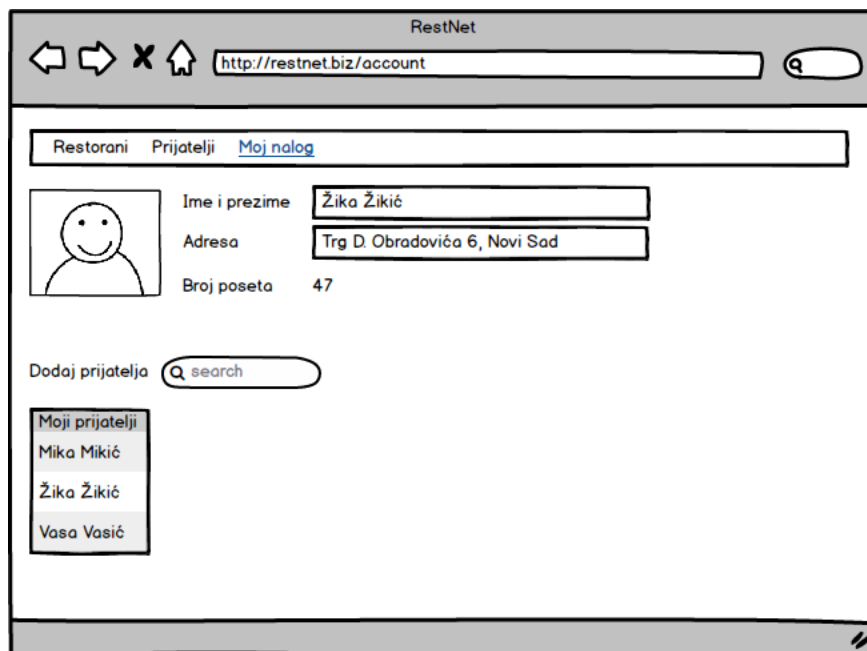 RestNet
http://restnet.biz/account
Restorani Prijatelji Moj nalog
Ime i prezime Žika Žikić
Adresa Trg D. Obradovića 6, Novi Sad
Broj poseta 47
Dodaj prijatelja search
Moji prijatelji
Mika Mikić
Žika Žikić
Vasa Vasić